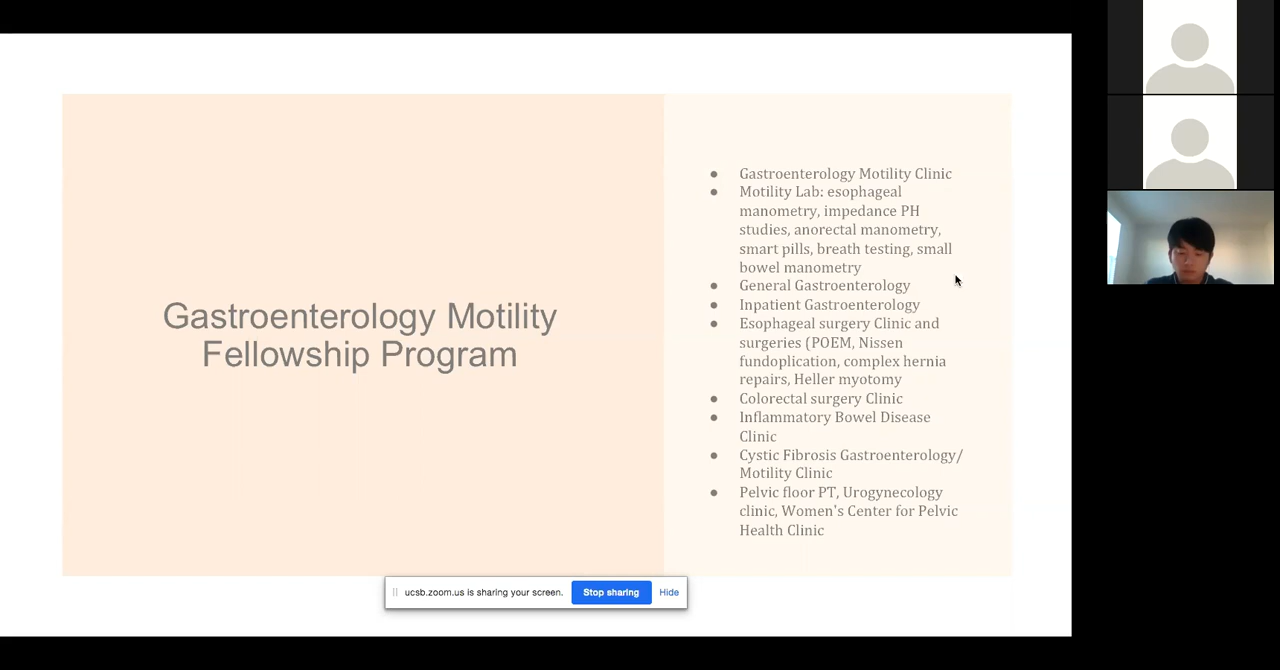 Gastroenterology Motility
Fellowship Program
● Gastroenterology Motility Clinic
● Motility Lab: esophageal
manometry, impedance PH
studies, anorectal manometry,
smart pills, breath testing, small
bowel manometry
● General Gastroenterology
● Inpatient Gastroenterology
● Esophageal surgery Clinic and
surgeries (POEM, Nissen
fundoplication, complex hernia
repairs, Heller myotomy
● Colorectal surgery Clinic
● Inflammatory Bowel Disease
Clinic
● Cystic Fibrosis Gastroenterology/
Motility Clinic
● Pelvic floor PT, Urogynecology
clinic, Women's Center for Pelvic
Health Clinic
ucsb.zoom.us is sharing your screen. Stop sharing Hide